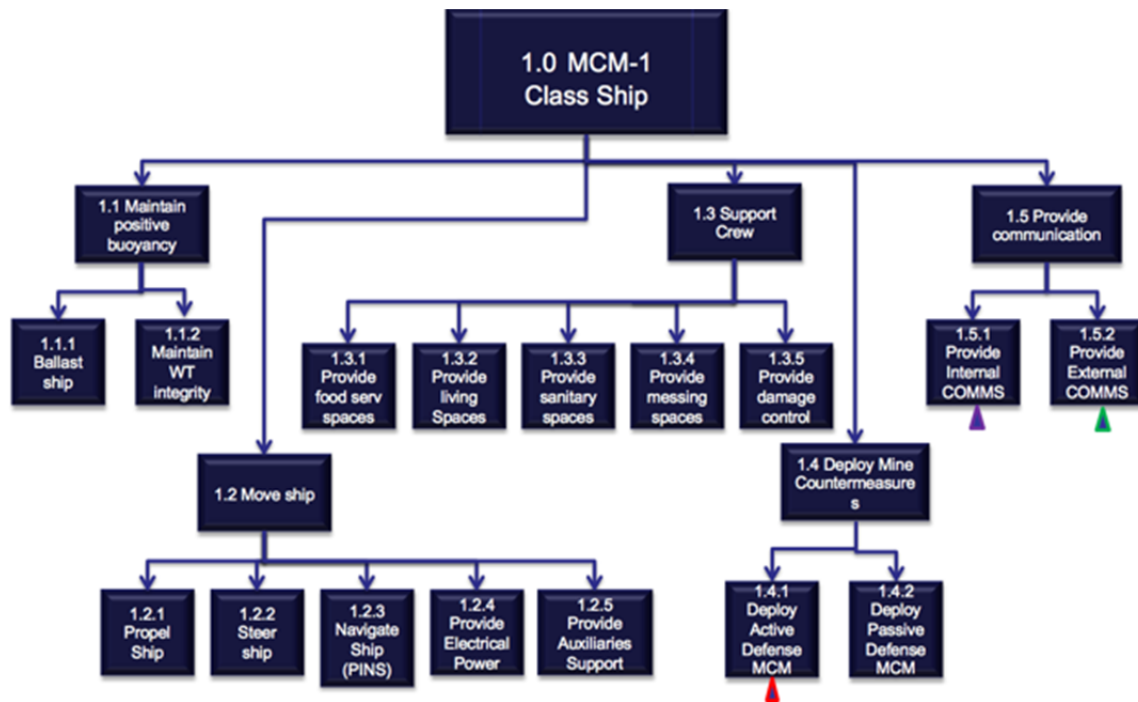 1.0 MCM-1
Class Ship
1.1 Maintain
positive
buoyancy
1.3 Support
Crew
1.5 Provide
communication
1.1.1
Ballast
ship
1.1.2
Maintain
WT
integrity
1.3.1
Provide
food serv
spaces
1.3.2
Provide
living
Spaces
1.3.3
Provide
sanitary
spaces
1.3.4
Provide
messing
spaces
1.3.5
Provide
damage
control
1.5.1
Provide
Internal
COMMS
1.5.2
Provide
External
COMMS
1.2 Move ship
1.4 Deploy Mine
Countermeasure
s
1.2.1
Propel
Ship
1.2.2
Steer
ship
1.2.3
Navigate
Ship
(PINS)
1.2.4
Provide
Electrical
Power
1.2.5
Provide
Auxiliaries
Support
1.4.1
Deploy
Active
Defense
MCM
1.4.2
Deploy
Passive
Defense
MCM